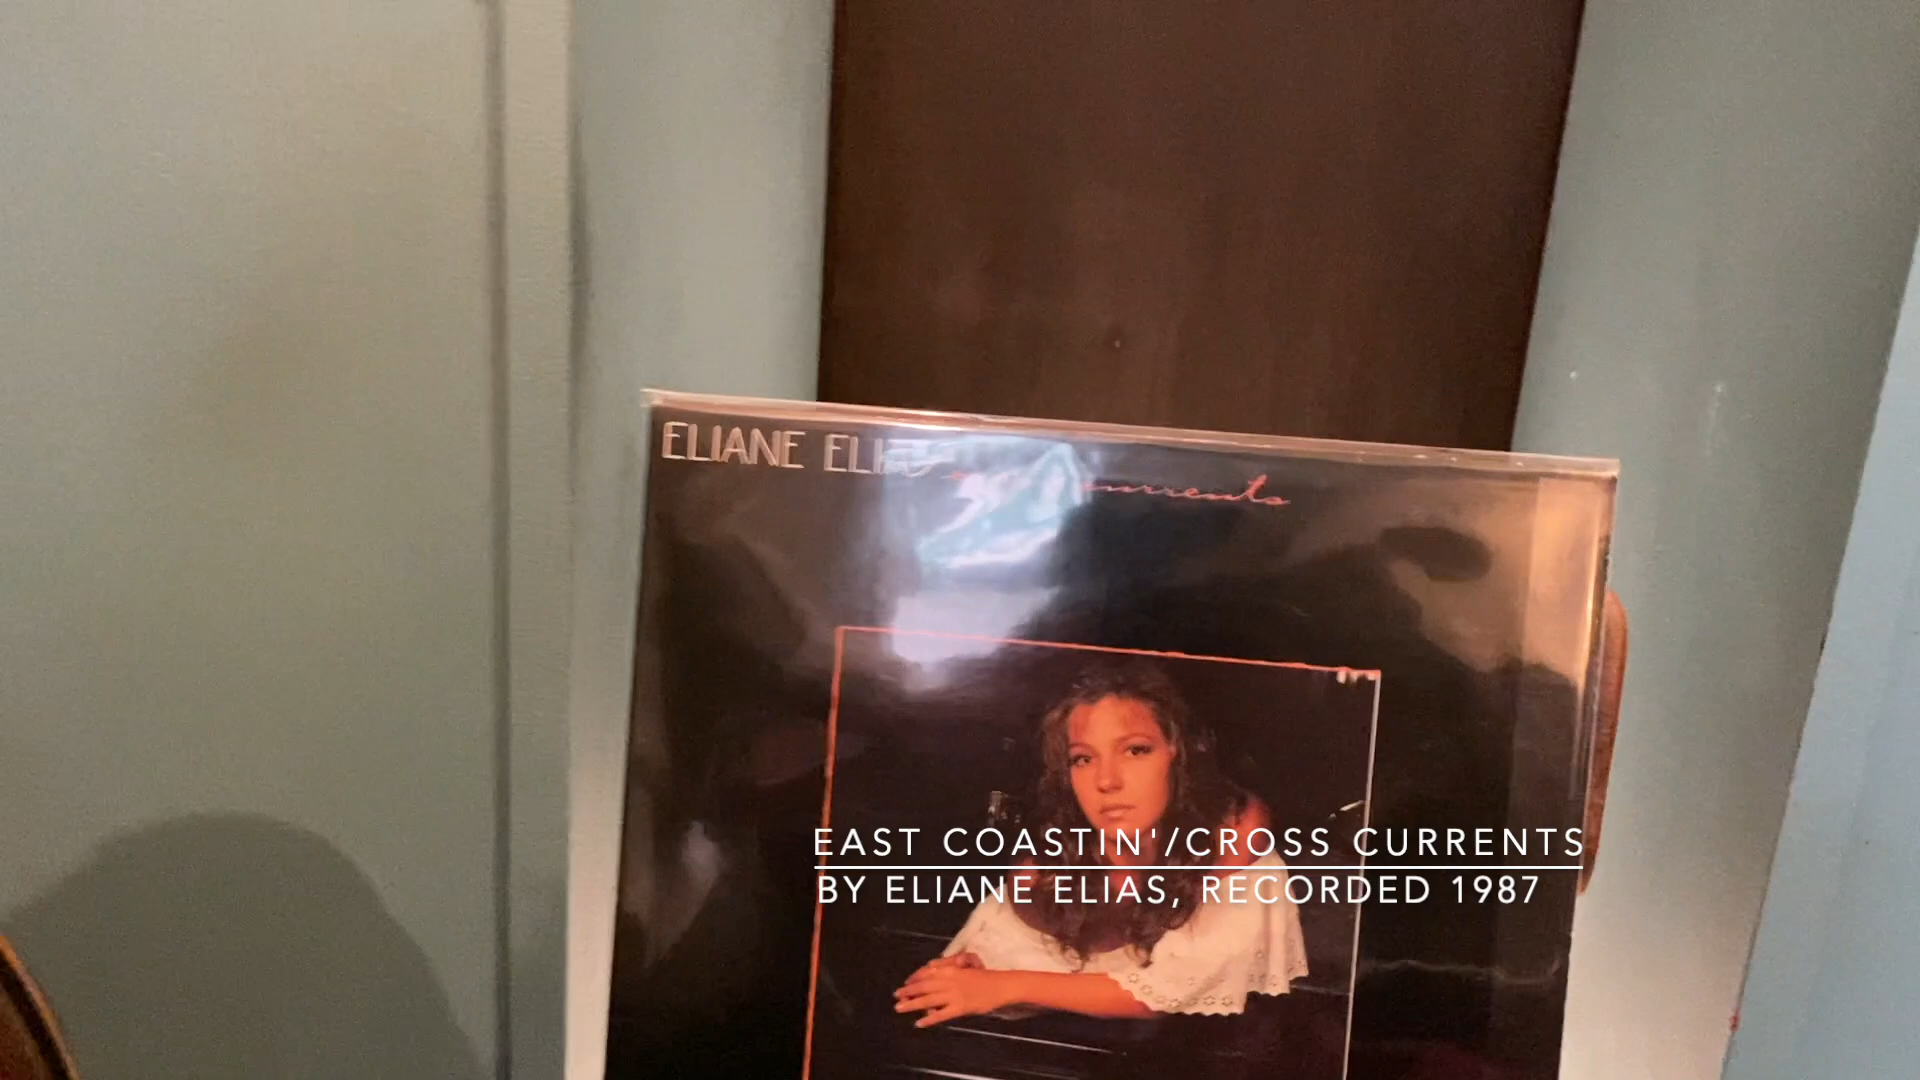 ELIANE ELI
currents
EAST COASTIN'/CROSS CURRENTS
BY ELIANE ELIAS, RECORDED 1987